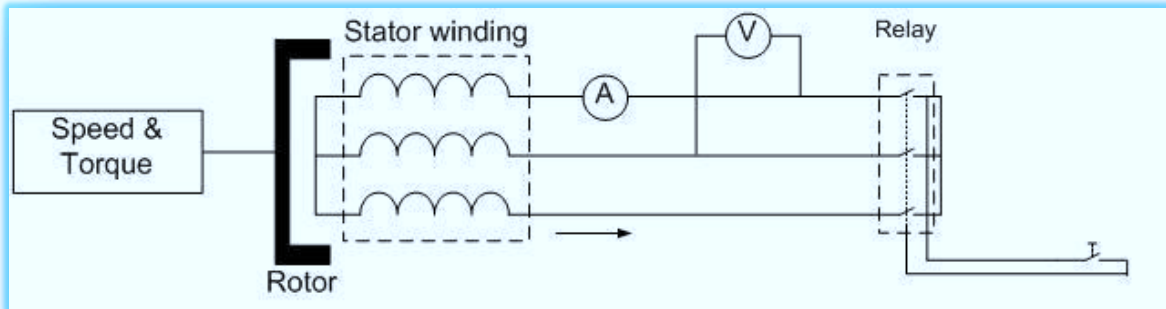 Stator winding
V
Relay
A
Speed &
Torque
Rotor